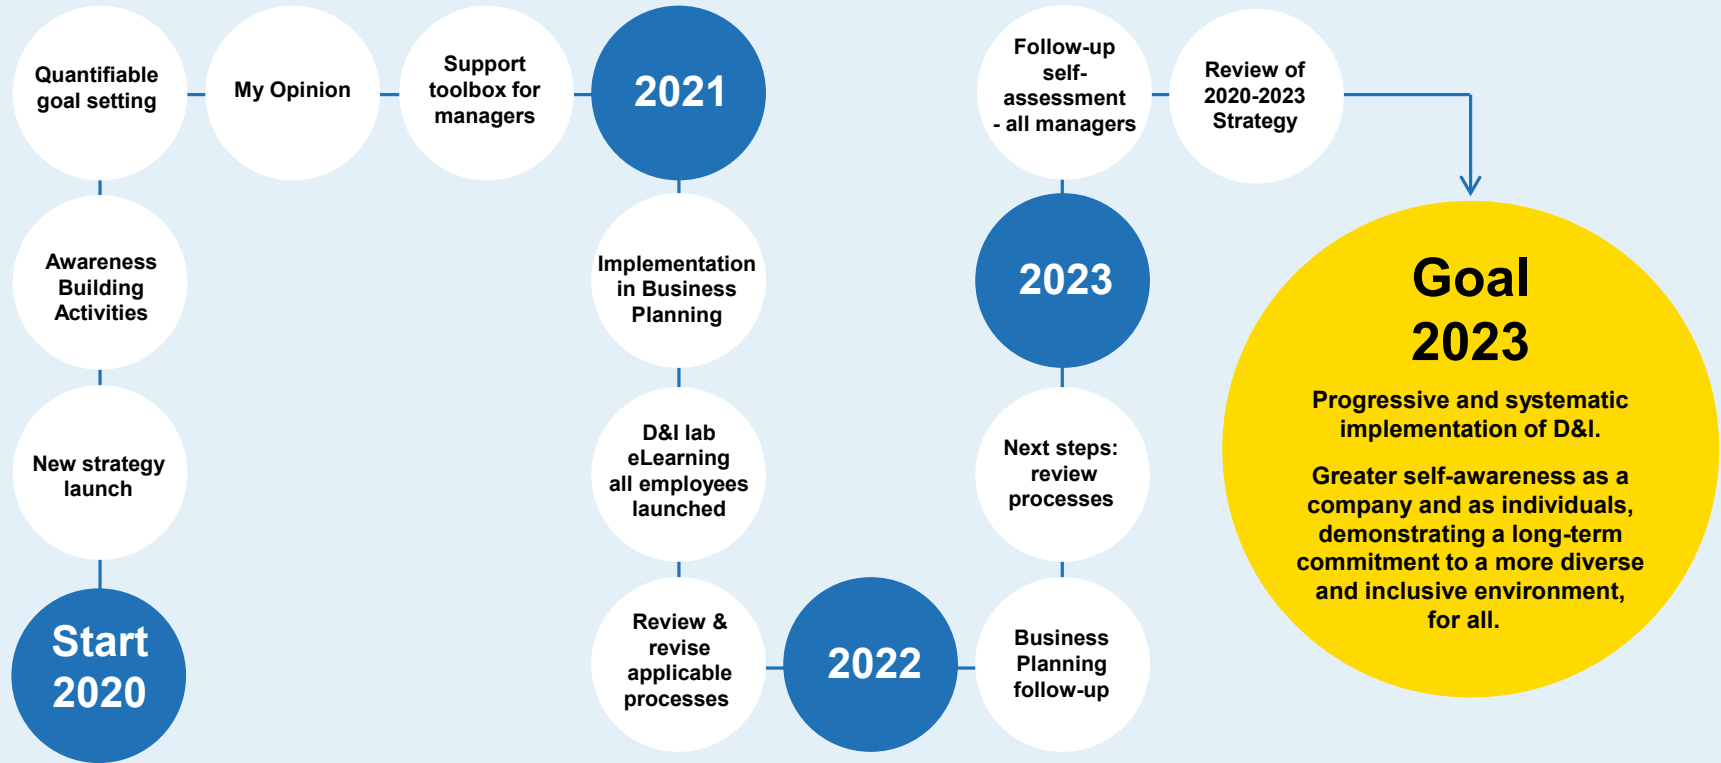 Start
2020
New strategy
launch
Awareness
Building
Activities
Quantifiable
goal setting
My Opinion
Support
toolbox for
managers
2021
Implementation
in Business
Planning
D&I lab
eLearning
all employees
launched
Review &
revise
applicable
processes
2022
Business
Planning
follow-up
Next steps:
review
processes
2023
Follow-up
self-
assessment
- all managers
Review of
2020-2023
Strategy
Goal
2023
Progressive and systematic
implementation of D&I.
Greater self-awareness as a
company and as individuals,
demonstrating a long-term
commitment to a more diverse
and inclusive environment,
for all.